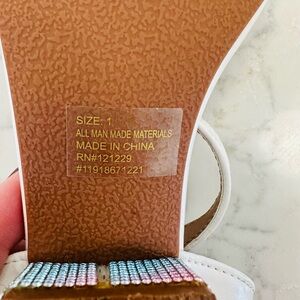 SIZE: 1
ALL MAN MADE MATERIALS
MADE IN CHINA
RN#121229
#11918671221